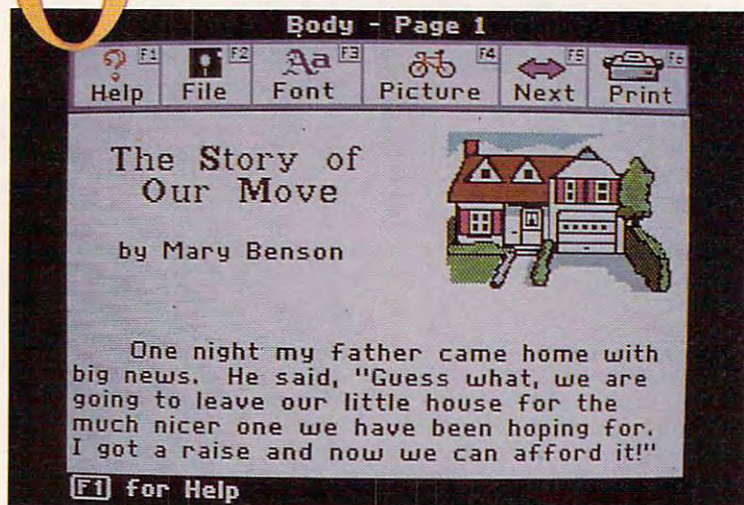 Body - Page 1
F1 F2 F3 F4 F5 F6
Help File Font Picture Next Print
The Story of
Our Move
by Mary Benson
One night my father came home with
big news. He said, "Guess what, we are
going to leave our little house for the
much nicer one we have been hoping for.
I got a raise and now we can afford it!"
F1 for Help